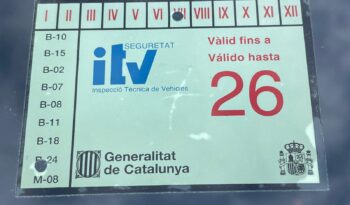 I II III IV V VI VII VIII IX X XI XII
B-10
B-15
B-02
B-07
B-08
B-11
B-18
B-24
M-08
SEGURETAT
itv
Inspecció Tècnica de Vehicles
Vàlid fins a
Válido hasta
26
Generalitat
de Catalunya